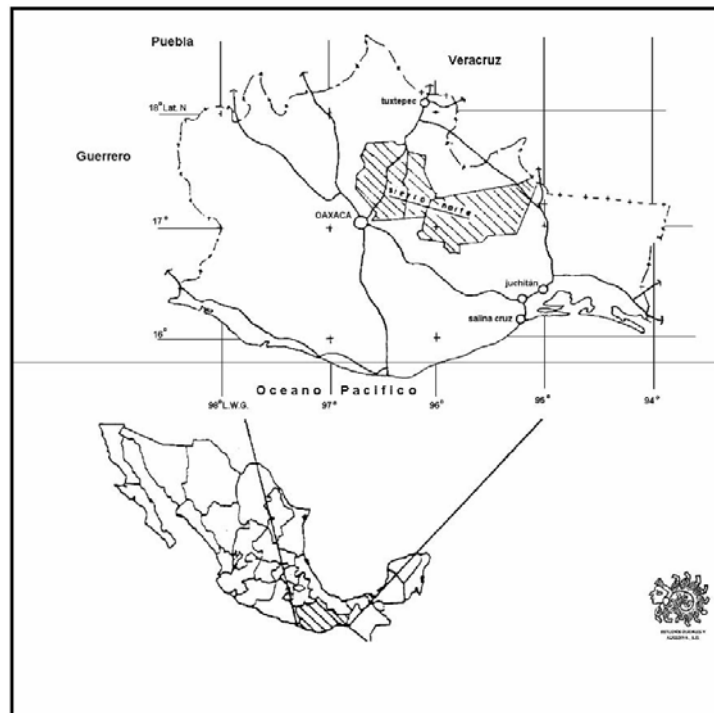 Puebla
Veracruz
tuxtepec
18° Lat. N
Guerrero
sierra norte
OAXACA
17°
juchitán
salina cruz
16°
Oceano Pacífico
98° L.W.G.
97°
96°
95°
94°